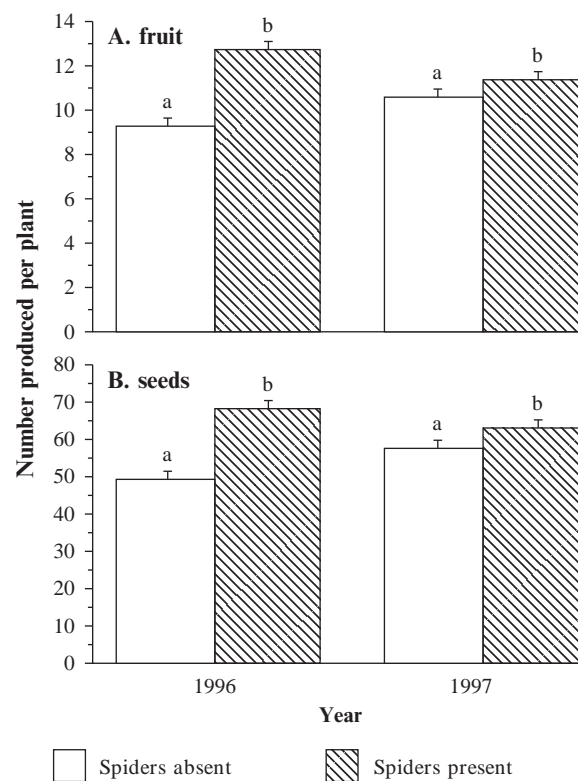 14
A. fruit
b
12
b
a
10
a
8
6
4
2
0
Number produced per plant
80
B. seeds
70
b
b
60
a
a
50
40
30
20
10
0
1996
1997
Year
Spiders absent
Spiders present